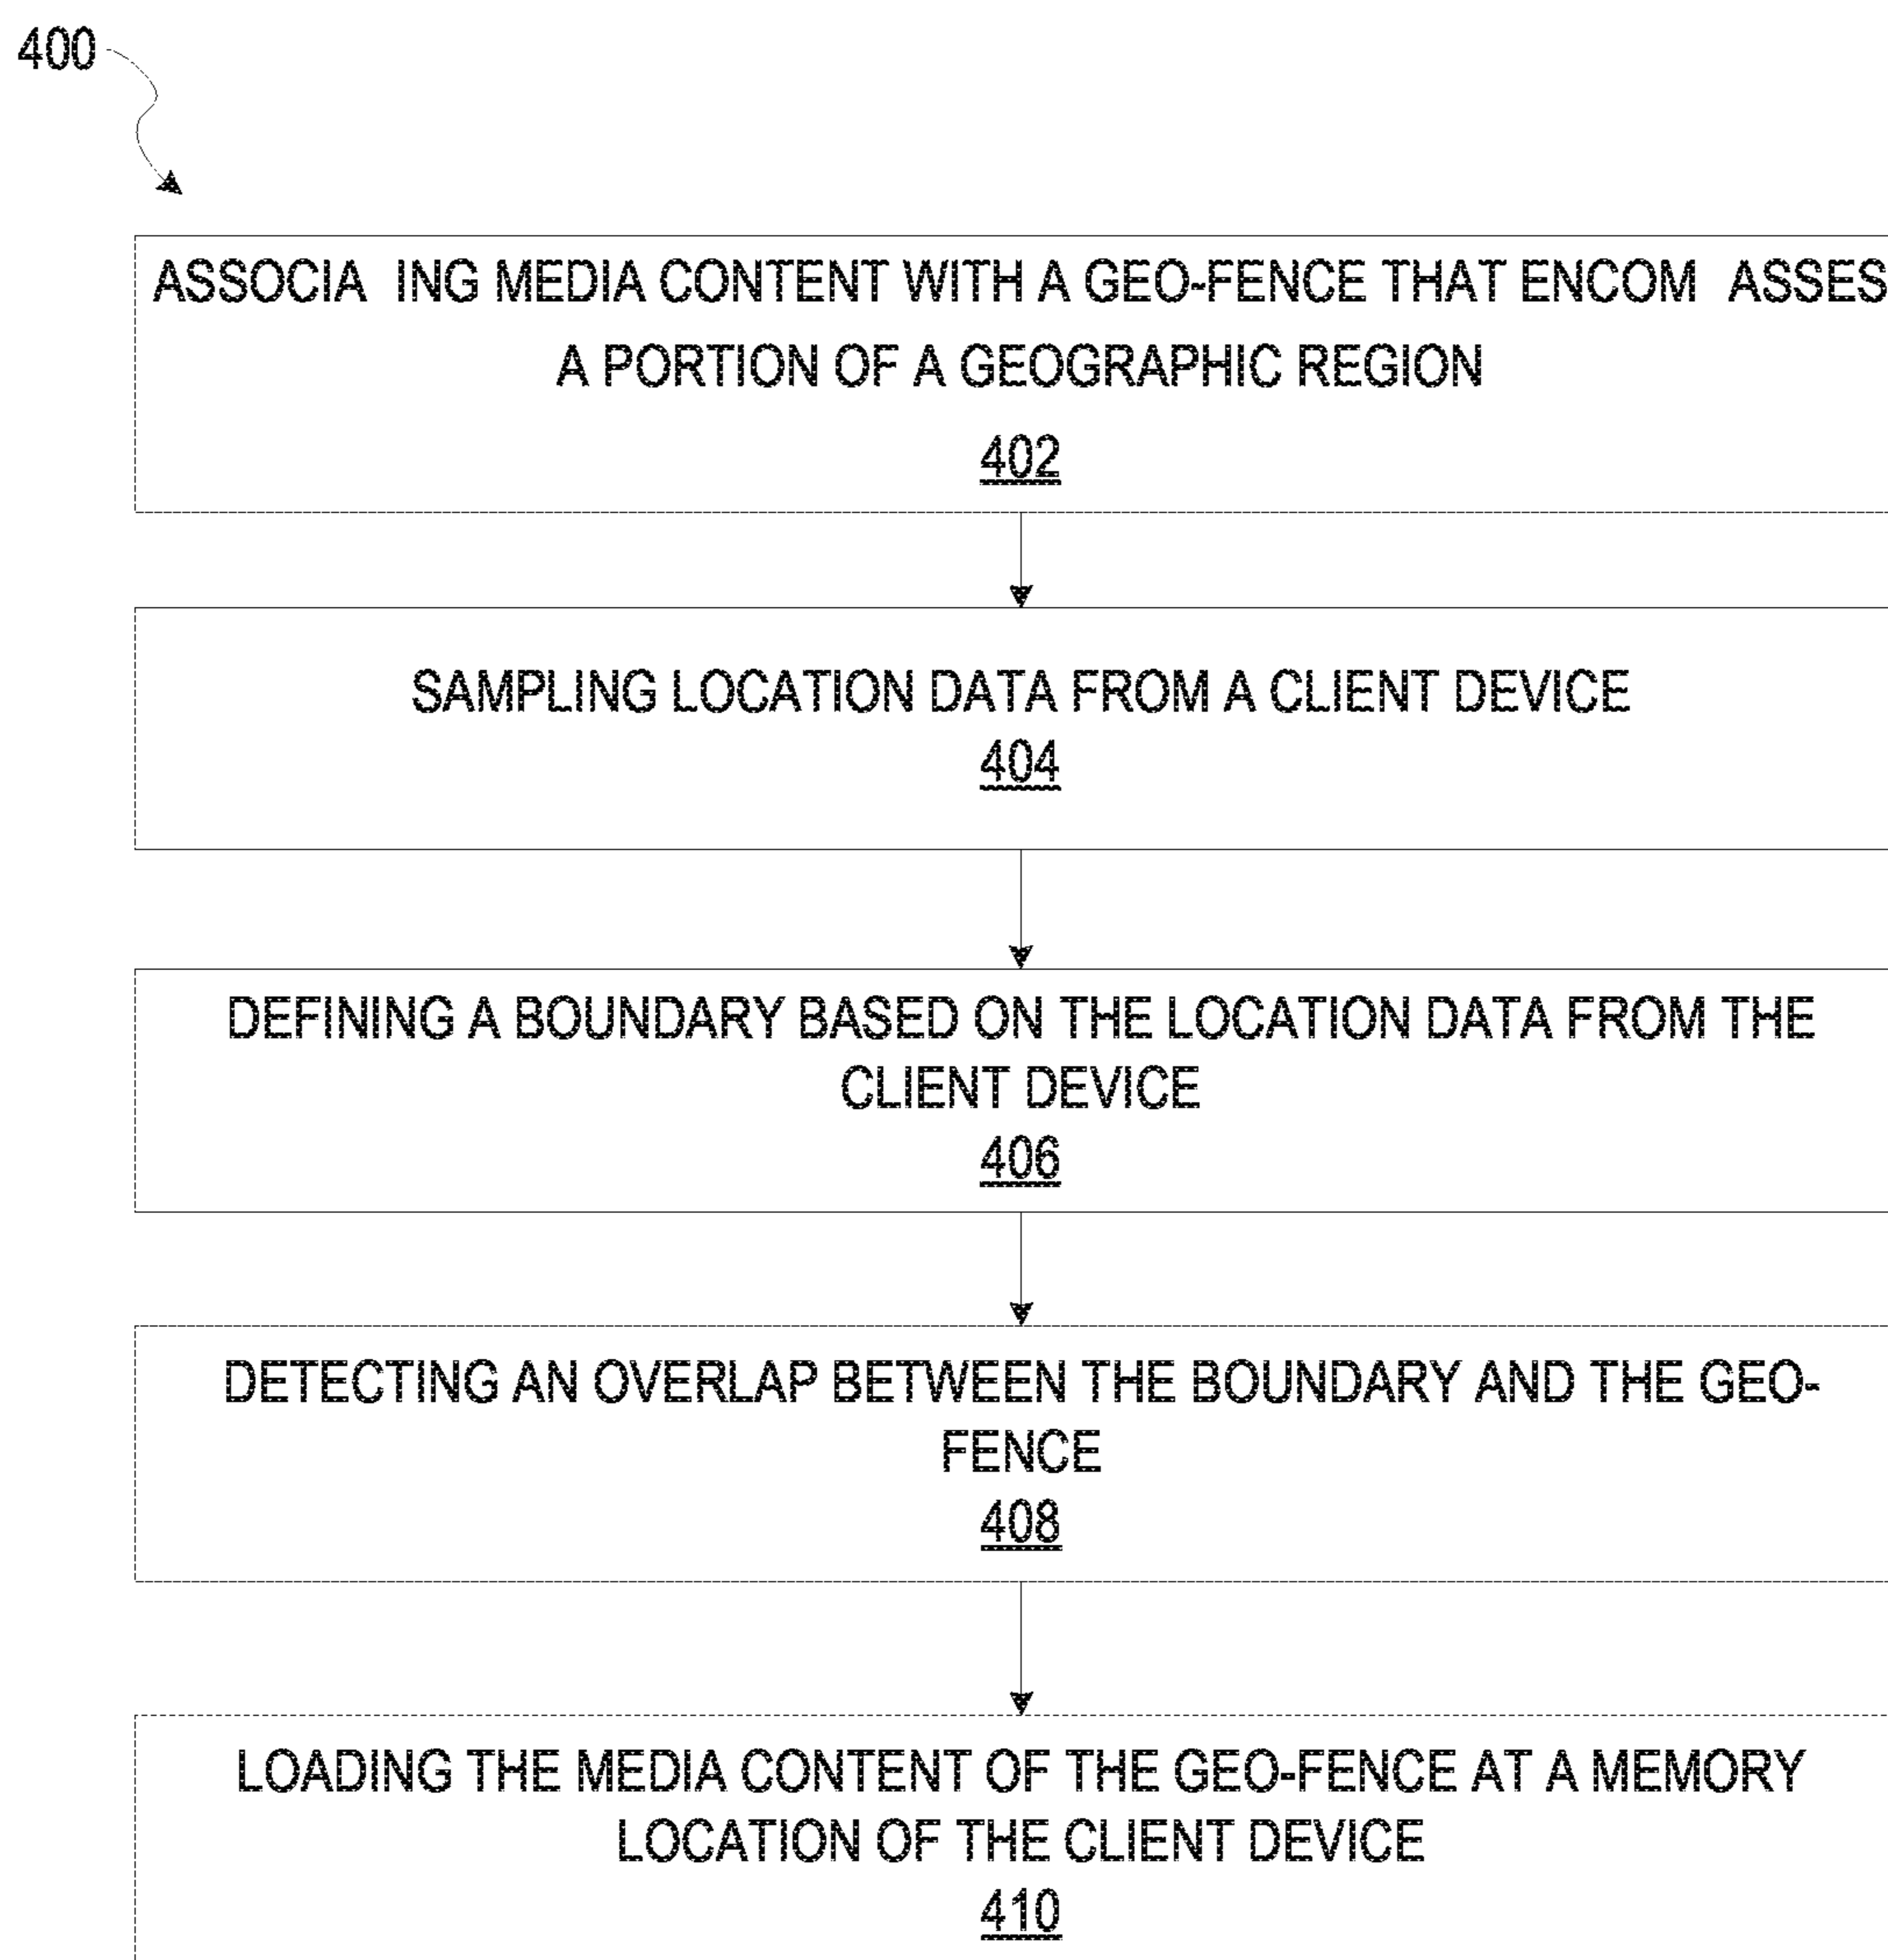 400
ASSOCIA ING MEDIA CONTENT WITH A GEO-FENCE THAT ENCOM ASSES
A PORTION OF A GEOGRAPHIC REGION
402
SAMPLING LOCATION DATA FROM A CLIENT DEVICE
404
DEFINING A BOUNDARY BASED ON THE LOCATION DATA FROM THE
CLIENT DEVICE
406
DETECTING AN OVERLAP BETWEEN THE BOUNDARY AND THE GEO-
FENCE
408
LOADING THE MEDIA CONTENT OF THE GEO-FENCE AT A MEMORY
LOCATION OF THE CLIENT DEVICE
410